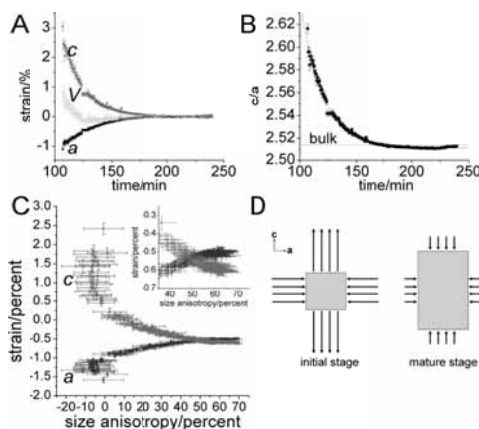 A
B
strain/%
3
2
1
0
-1
c
V
a
100 150 200 250
time/min
c/a
2.62
2.60
2.58
2.56
2.54
2.52
2.51
2.50
bulk
100 150 200 250
time/min
C
D
strain/percent
2.5
2.0
1.5
1.0
0.5
0.0
-0.5
-1.0
-1.5
-2.0
c
a
-20 -10 0 10 20 30 40 50 60 70
size anisotropy/percent
strain/percent
-0.3
-0.4
-0.5
-0.6
-0.7
40 50 60 70
size anisotropy/percent
c
a
initial stage
mature stage